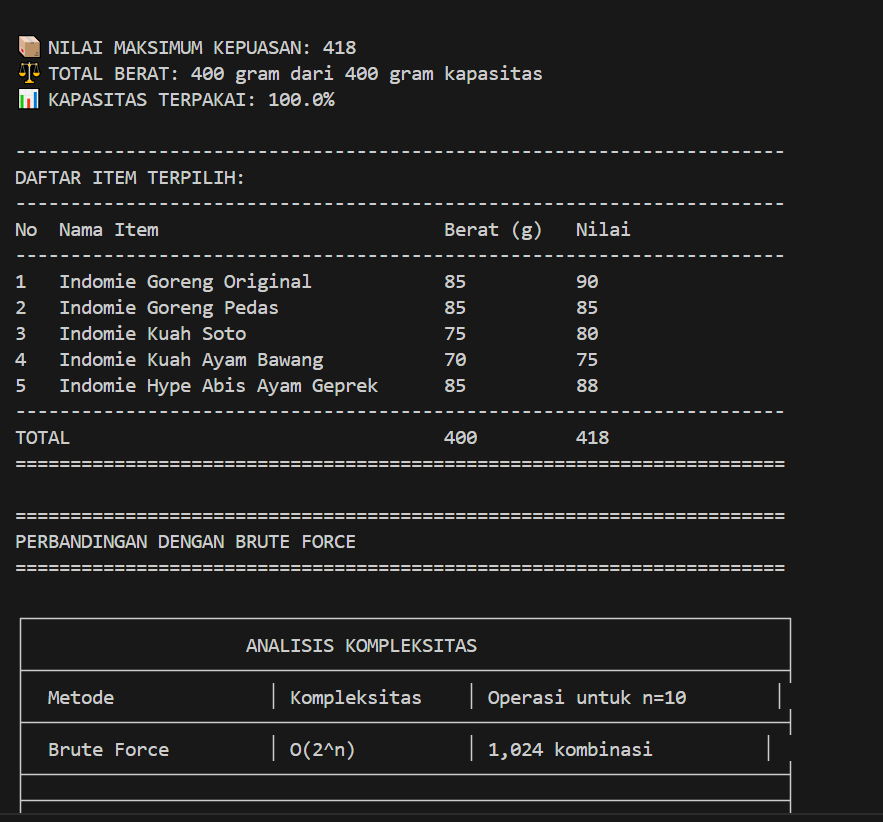 📦 NILAI MAKSIMUM KEPUASAN: 418
⚖️ TOTAL BERAT: 400 gram dari 400 gram kapasitas
📊 KAPASITAS TERPAKAI: 100.0%
----------------------------------------------------------------------
DAFTAR ITEM TERPILIH:
----------------------------------------------------------------------
No Nama Item Berat (g) Nilai
----------------------------------------------------------------------
1 Indomie Goreng Original 85 90
2 Indomie Goreng Pedas 85 85
3 Indomie Kuah Soto 75 80
4 Indomie Kuah Ayam Bawang 70 75
5 Indomie Hype Abis Ayam Geprek 85 88
----------------------------------------------------------------------
TOTAL 400 418
======================================================================
======================================================================
PERBANDINGAN DENGAN BRUTE FORCE
======================================================================
ANALISIS KOMPLEKSITAS
Metode │ Kompleksitas │ Operasi untuk n=10 │
Brute Force │ O(2^n) │ 1,024 kombinasi │